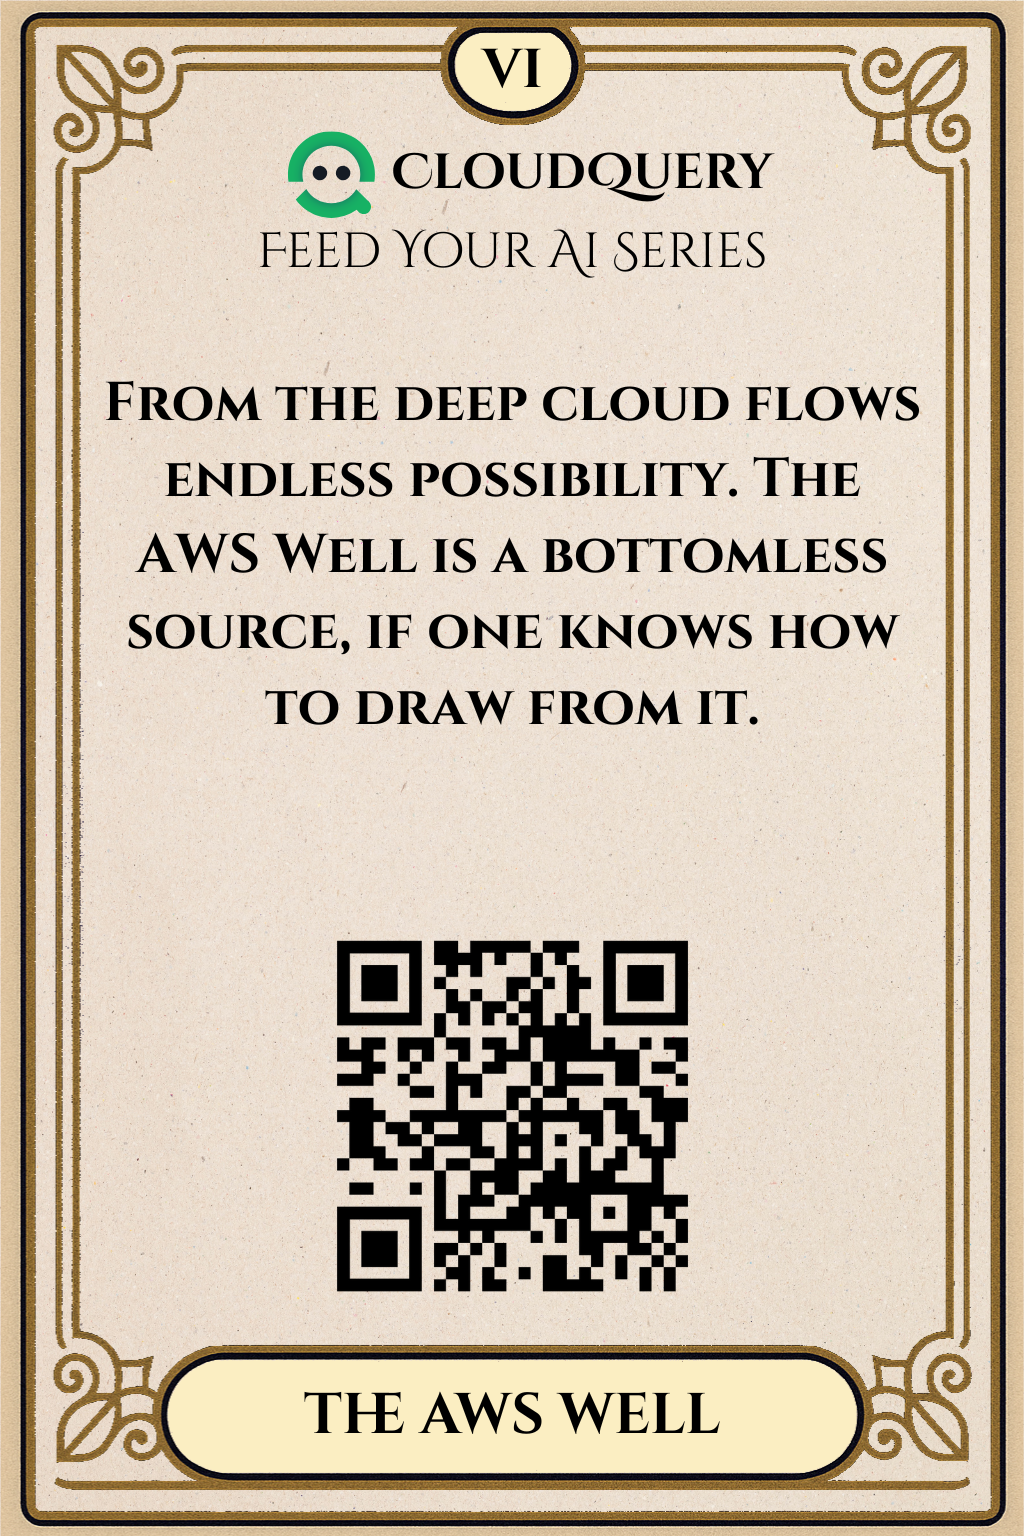 VI
CloudQuery
Feed Your AI Series
From the deep cloud flows
endless possibility. The
AWS Well is a bottomless
source, if one knows how
to draw from it.
THE AWS WELL